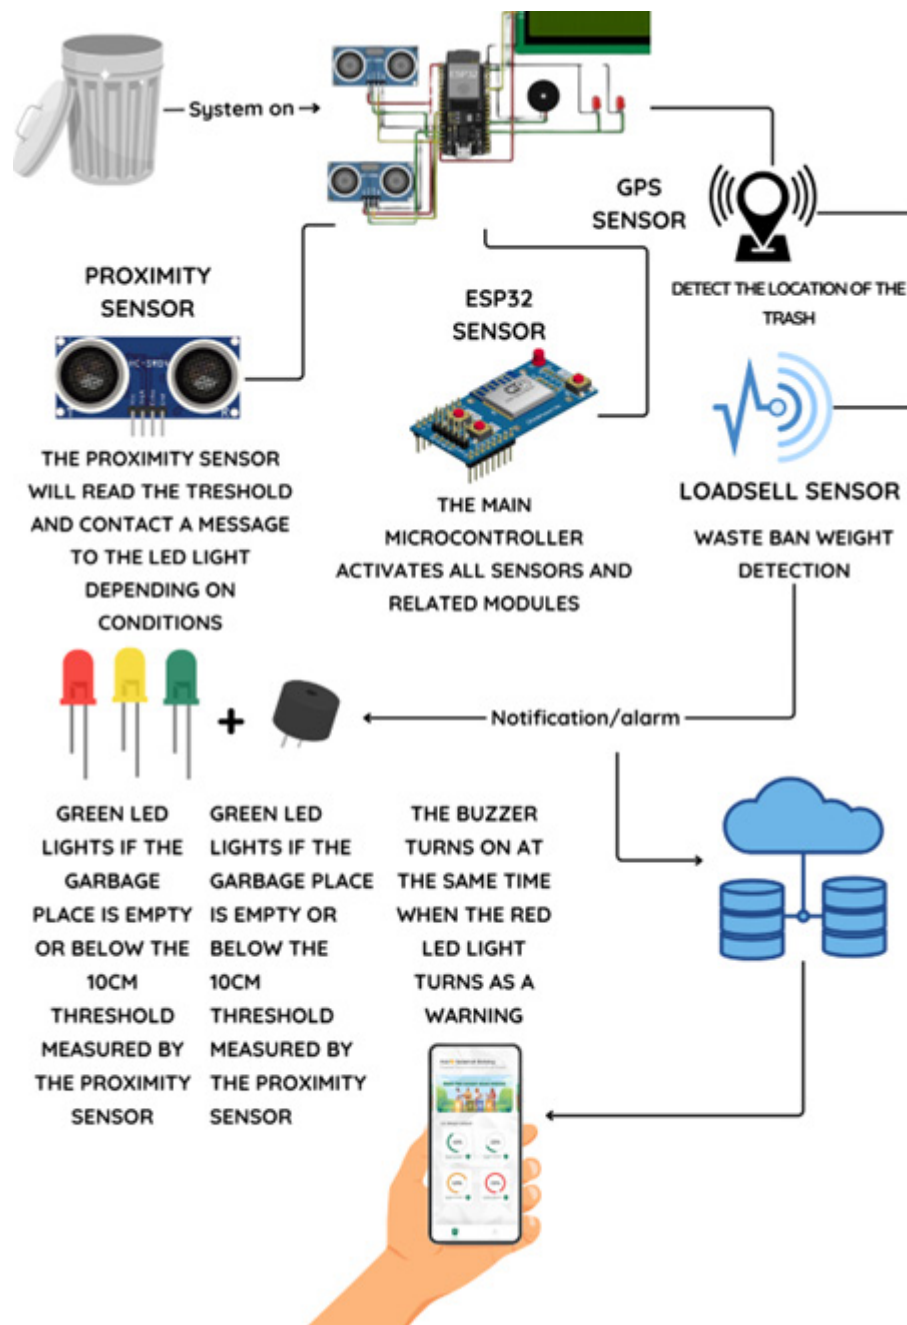 System on
ESP32
GPS
SENSOR
DETECT THE LOCATION OF THE
TRASH
PROXIMITY
SENSOR
ESP32
SENSOR
THE PROXIMITY SENSOR
WILL READ THE TRESHOLD
AND CONTACT A MESSAGE
TO THE LED LIGHT
DEPENDING ON
CONDITIONS
THE MAIN
MICROCONTROLLER
ACTIVATES ALL SENSORS AND
RELATED MODULES
LOADSELL SENSOR
WASTE BAN WEIGHT
DETECTION
+
Notification/alarm
GREEN LED
LIGHTS IF THE
GARBAGE
PLACE IS EMPTY
OR BELOW THE
10CM
THRESHOLD
MEASURED BY
THE PROXIMITY
SENSOR
GREEN LED
LIGHTS IF THE
GARBAGE PLACE
IS EMPTY OR
BELOW THE
10CM
THRESHOLD
MEASURED BY
THE PROXIMITY
SENSOR
THE BUZZER
TURNS ON AT
THE SAME TIME
WHEN THE RED
LED LIGHT
TURNS AS A
WARNING